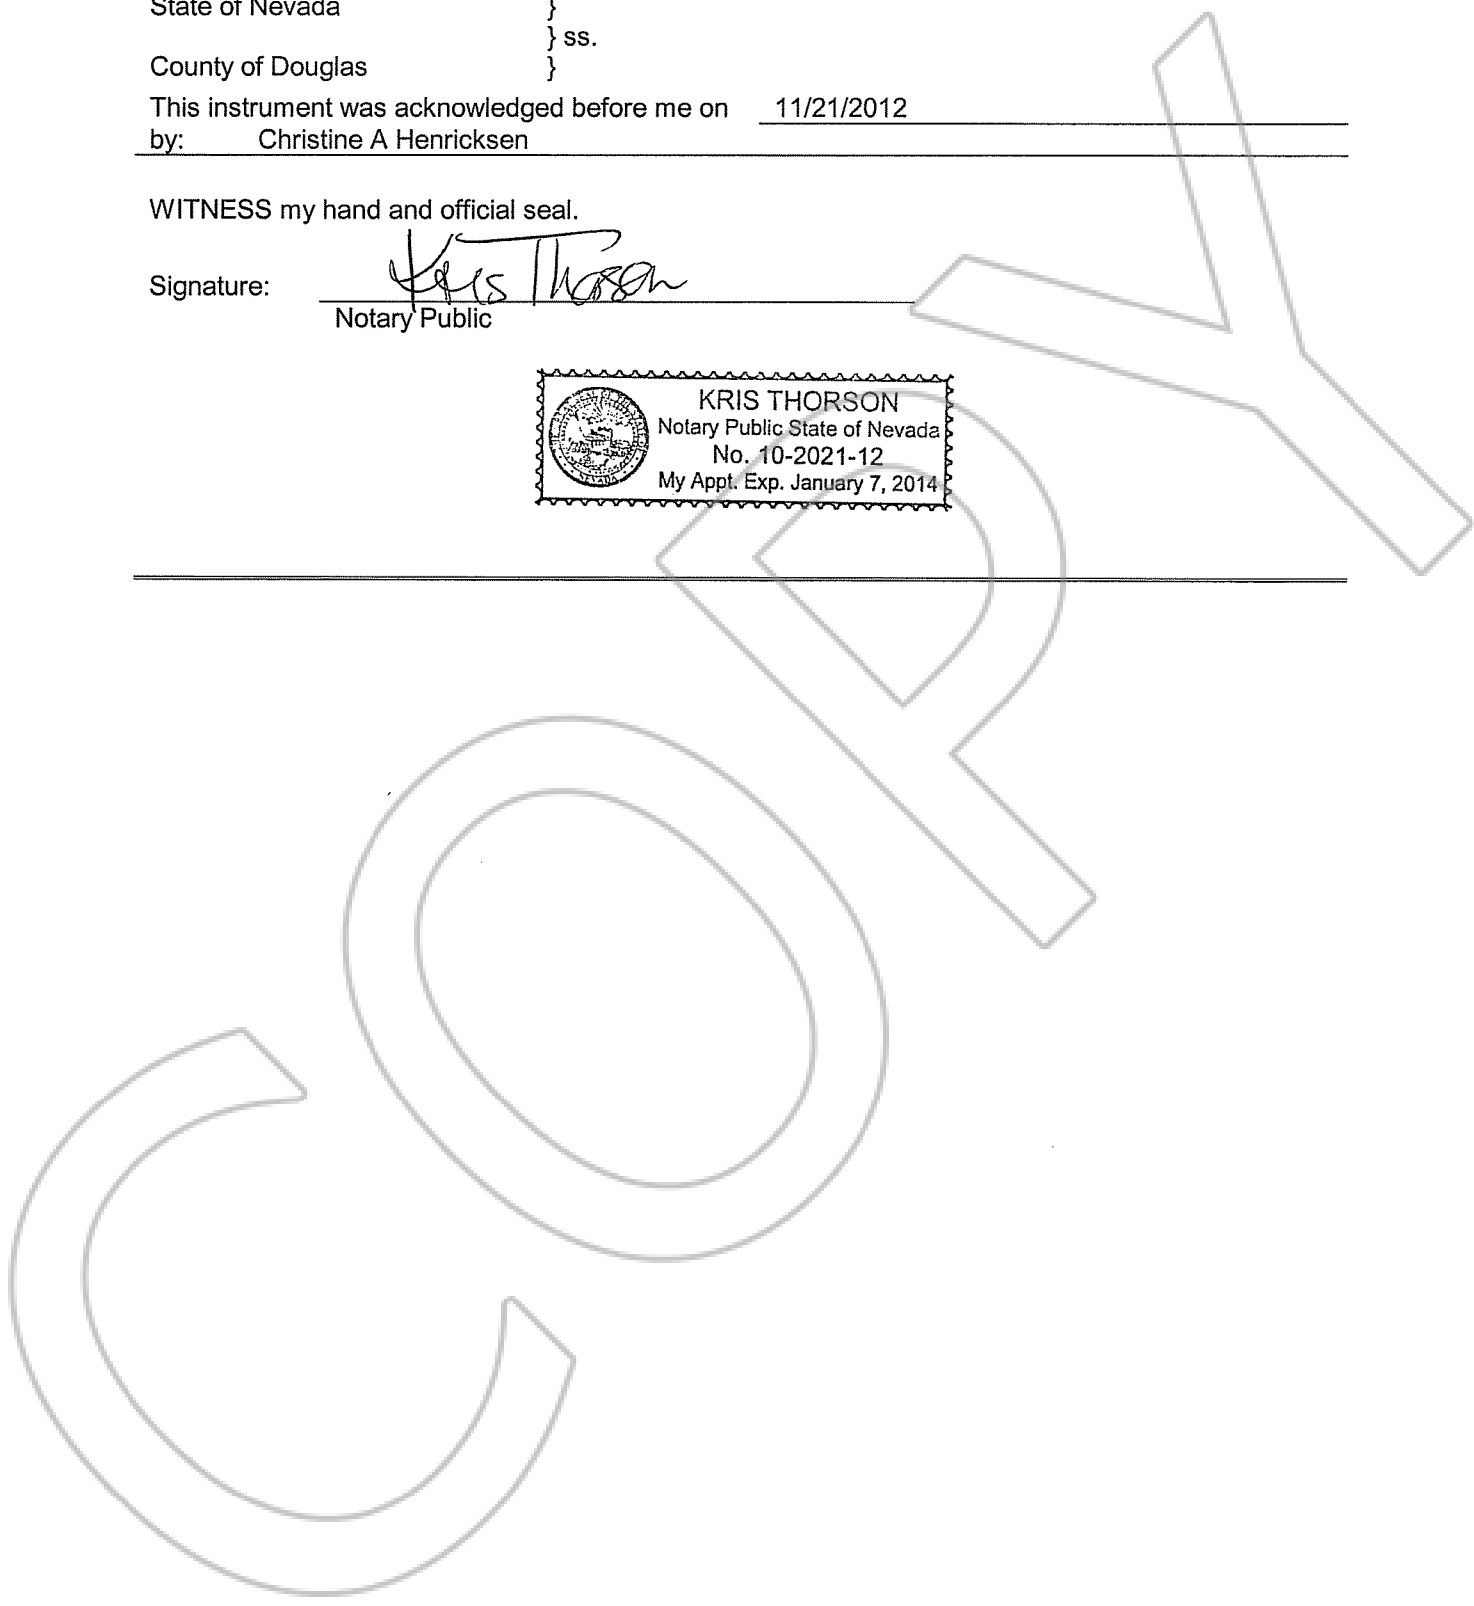 State of Nevada }
} ss.
County of Douglas }
This instrument was acknowledged before me on 11/21/2012
by: Christine A Henricksen
WITNESS my hand and official seal.
Signature: Kris Thorson
Notary Public
KRIS THORSON
Notary Public State of Nevada
No. 10-2021-12
My Appt. Exp. January 7, 2014
NEVADA
COPY